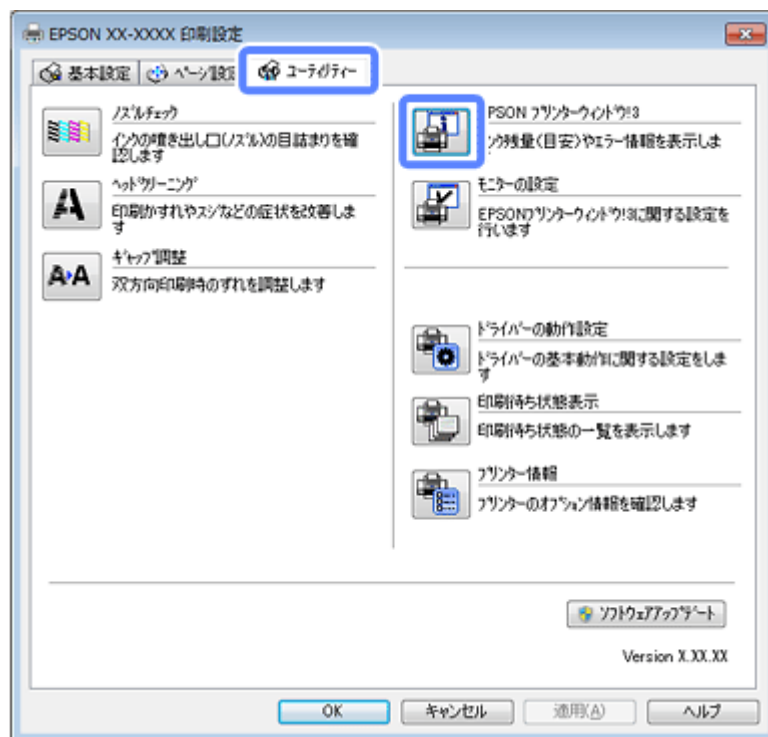 EPSON XX-XXXX 印刷設定
基本設定
ページ設定
ユーティリティー
ノズルチェック
インクの噴き出し口(ノズル)の目詰まりを確
認します
ヘッドクリーニング
印刷かすれやスジなどの症状を改善しま
す
ギャップ調整
双方向印刷時のずれを調整します
PSON プリンターウィンドウ!3
ンク残量(目安)やエラー情報を表示しま
モニターの設定
EPSONプリンターウィンドウ!3に関する設定を
行います
ドライバーの動作設定
ドライバーの基本動作に関する設定をしま
す
印刷待ち状態表示
印刷待ち状態の一覧を表示します
プリンター情報
プリンターのオプション情報を確認します
ソフトウェアアップデート
Version X.XX.XX
OK
キャンセル
適用(A)
ヘルプ